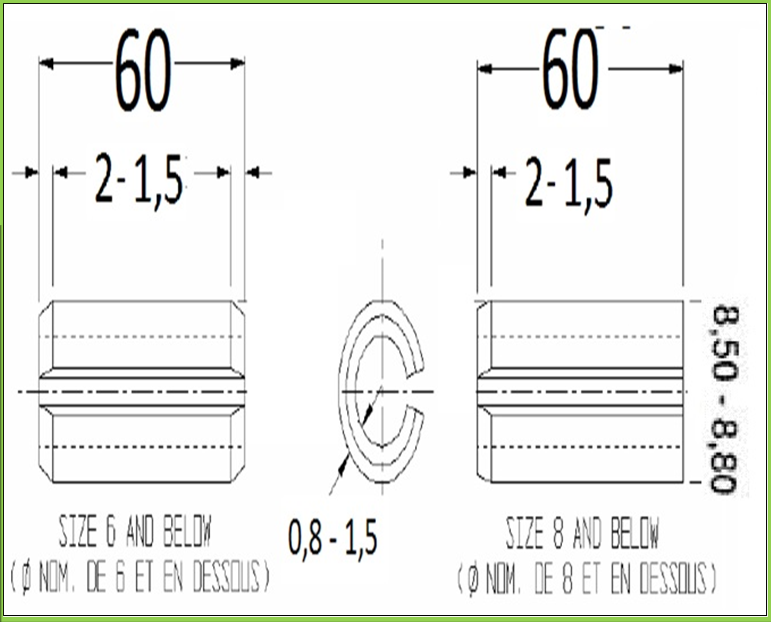 60
60
2- 1,5
2- 1,5
8,50 - 8,80
0,8 - 1,5
SIZE 6 AND BELOW
(Ø NOM. DE 6 ET EN DESSOUS)
SIZE 8 AND BELOW
(Ø NOM. DE 8 ET EN DESSOUS)